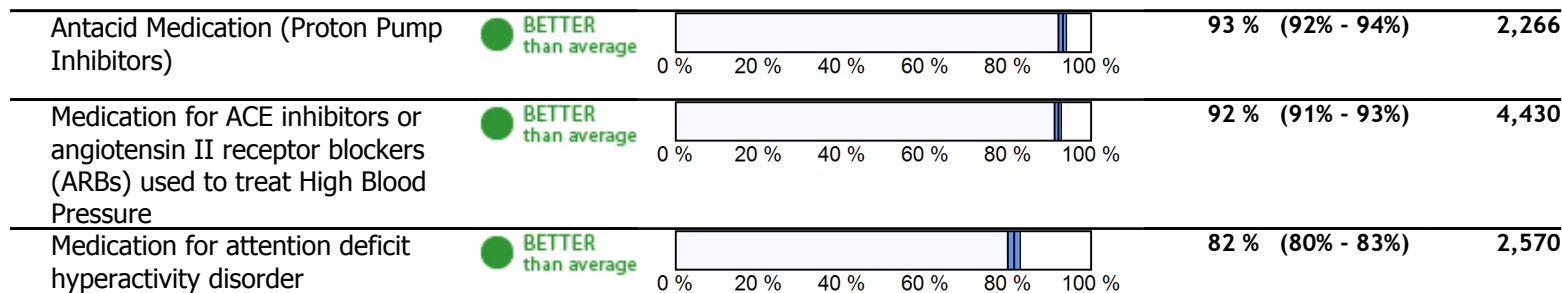 Antacid Medication (Proton Pump
Inhibitors)
BETTER
than average
0 % 20 % 40 % 60 % 80 % 100 %
93 % (92% - 94%) 2,266
Medication for ACE inhibitors or
angiotensin II receptor blockers
(ARBs) used to treat High Blood
Pressure
BETTER
than average
0 % 20 % 40 % 60 % 80 % 100 %
92 % (91% - 93%) 4,430
Medication for attention deficit
hyperactivity disorder
BETTER
than average
0 % 20 % 40 % 60 % 80 % 100 %
82 % (80% - 83%) 2,570